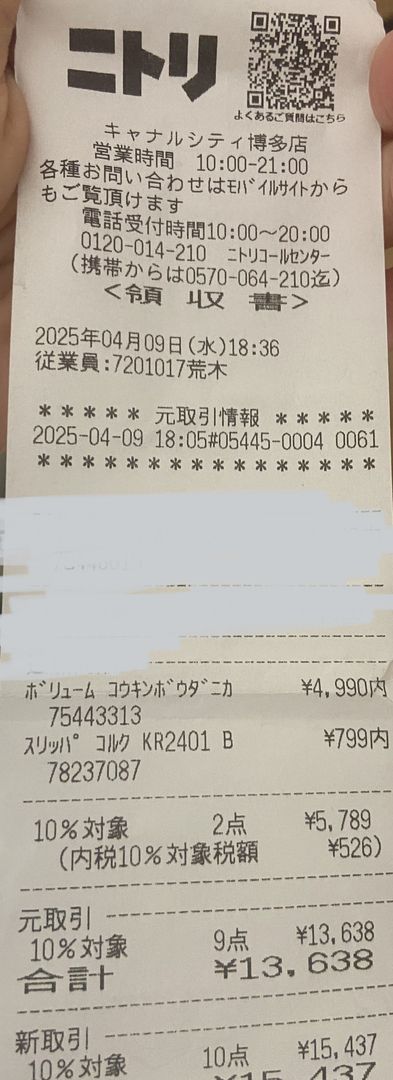 ニトリ
よくあるご質問はこちら
キャナルシティ博多店
営業時間 10:00-21:00
各種お問い合わせはﾓﾊﾞｲﾙｻｲﾄから
もご覧頂けます
電話受付時間10:00〜20:00
0120-014-210 ﾆﾄﾘｺｰﾙｾﾝﾀｰ
(携帯からは0570-064-210迄)
<領 収 書>
2025年04月09日(水)18:36
従業員:7201017荒木
* * * * * 元取引情報 * * * * *
2025-04-09 18:05#05445-0004 0061
* * * * * * * * * * * * * * * *
ﾎﾞﾘｭｰﾑ ｺｳｷﾝﾎﾞｳﾀﾞﾆｶ ¥4,990内
75443313
ｽﾘｯﾊﾟ ｺﾙｸ KR2401 B ¥799内
78237087
10%対象 2点 ¥5,789
(内税10%対象税額 ¥526)
元取引
10%対象 9点 ¥13,638
合計 ¥13,638
新取引
10%対象 10点 ¥15,437
¥15,437